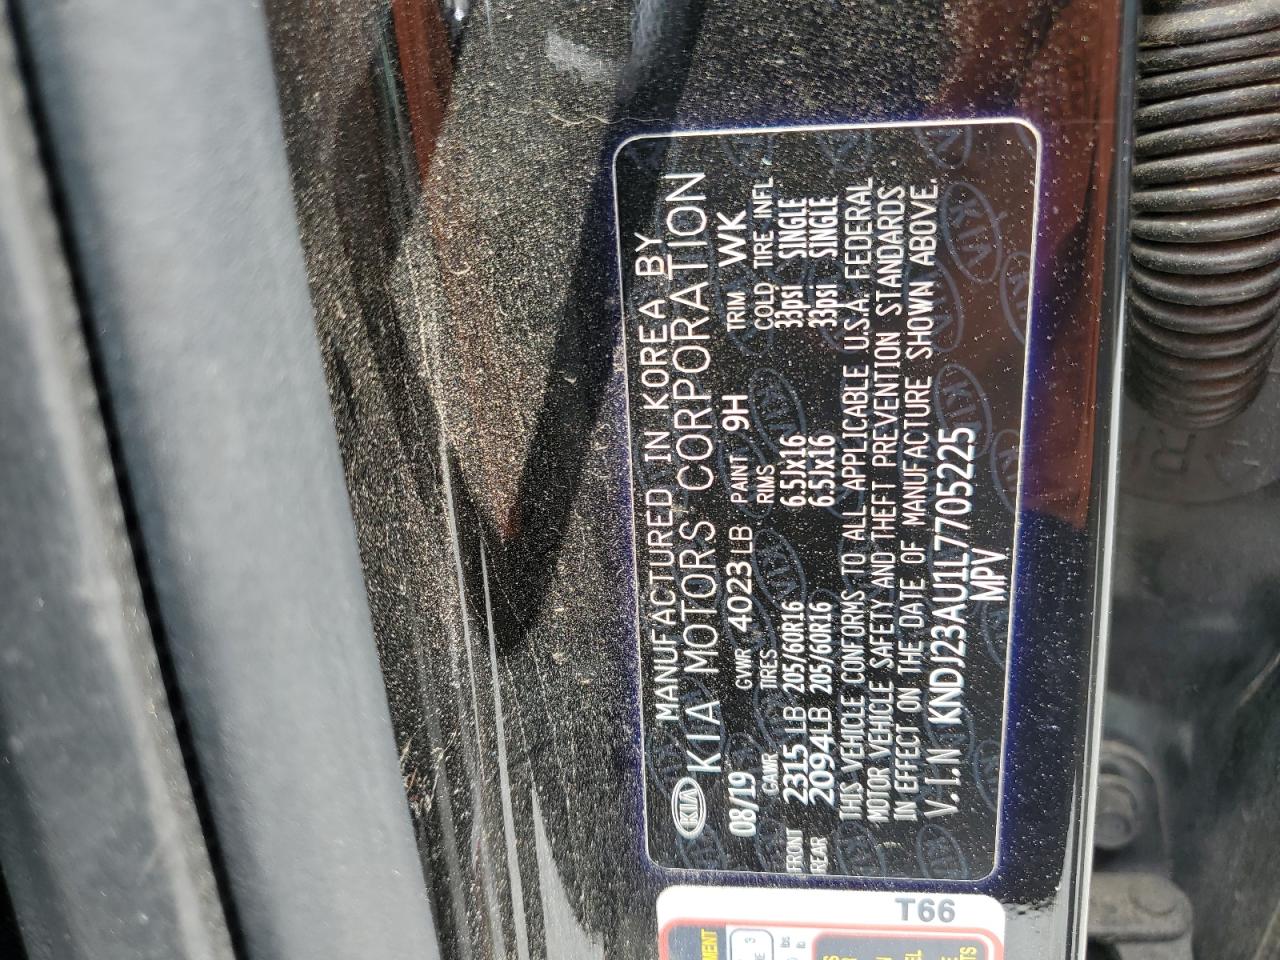 KIA MANUFACTURED IN KOREA BY
KIA MOTORS CORPORATION
08/19 GVWR 4023LB PAINT 9H TRIM WK
GAWR TIRES RIMS COLD TIRE INFL
FRONT 2315 LB 205/60R16 6.5Jx16 33psi SINGLE
REAR 2094LB 205/60R16 6.5Jx16 33psi SINGLE
THIS VEHICLE CONFORMS TO ALL APPLICABLE U.S.A. FEDERAL
MOTOR VEHICLE SAFETY AND THEFT PREVENTION STANDARDS
IN EFFECT ON THE DATE OF MANUFACTURE SHOWN ABOVE.
V.I.N KNDJ23AU1L7705225
MPV
T66